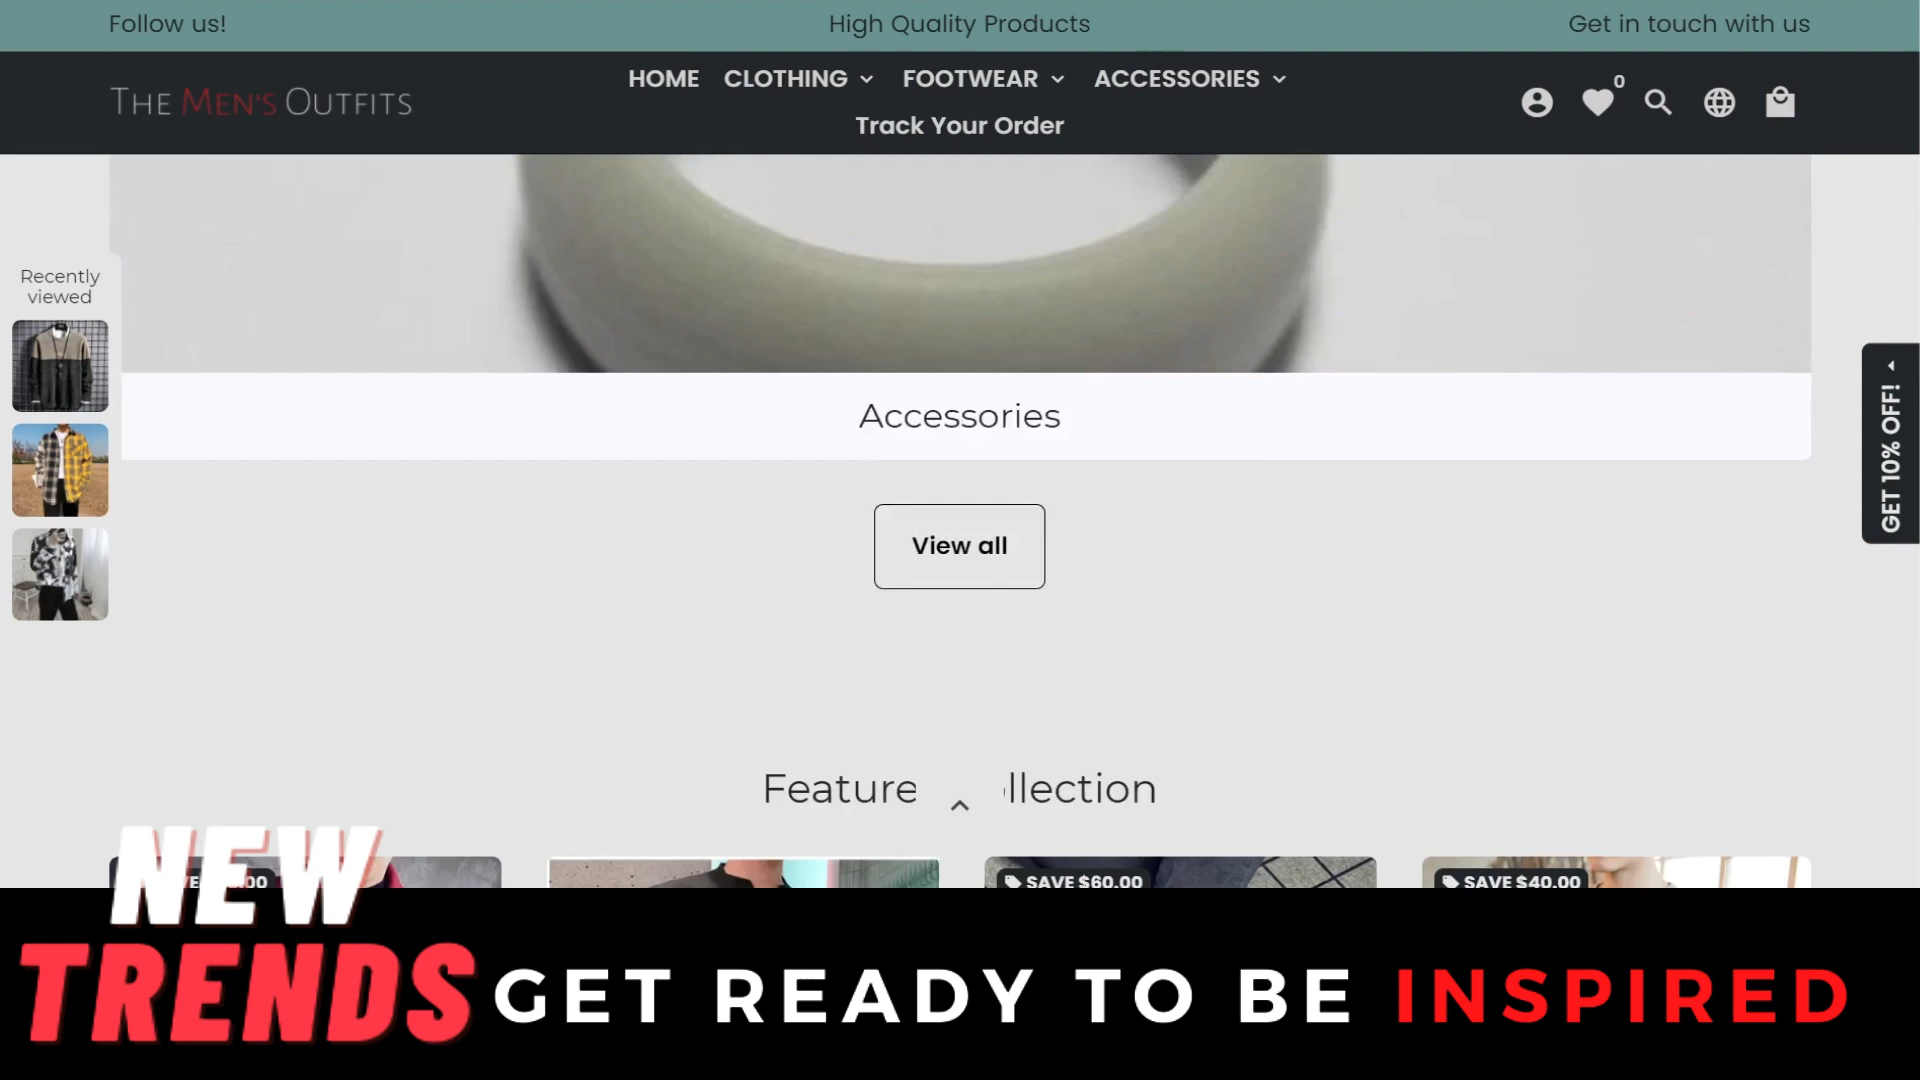 Follow us!
High Quality Products
Get in touch with us
THE MEN'S OUTFITS
HOME CLOTHING FOOTWEAR ACCESSORIES
Track Your Order
0
Recently
viewed
GET 10% OFF!
Accessories
View all
Feature llection
SAVE $60.00
SAVE $40.00
NEW
TRENDS
GET READY TO BE INSPIRED